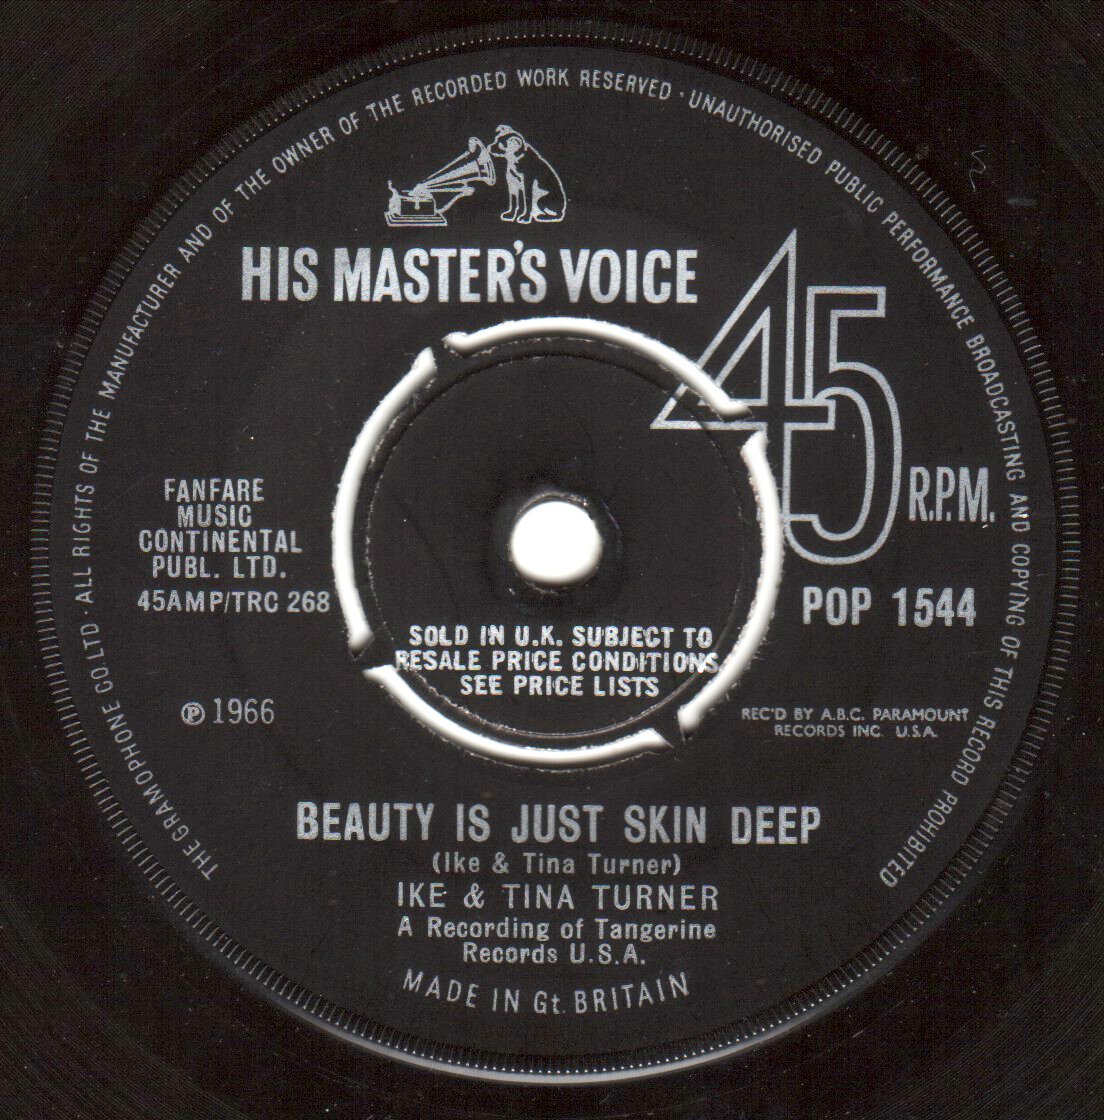 THE GRAMOPHONE CO LTD · ALL RIGHTS OF THE MANUFACTURER AND OF THE OWNER OF THE RECORDED WORK RESERVED · UNAUTHORISED PUBLIC PERFORMANCE BROADCASTING AND COPYING OF THIS RECORD PROHIBITED
HIS MASTER'S VOICE
45
R.P.M.
FANFARE
MUSIC
CONTINENTAL
PUBL. LTD.
45AMP/TRC 268
POP 1544
SOLD IN U.K. SUBJECT TO
RESALE PRICE CONDITIONS
SEE PRICE LISTS
℗ 1966
REC'D BY A.B.C. PARAMOUNT
RECORDS INC. U.S.A.
BEAUTY IS JUST SKIN DEEP
(Ike & Tina Turner)
IKE & TINA TURNER
A Recording of Tangerine
Records U.S.A.
MADE IN Gt. BRITAIN